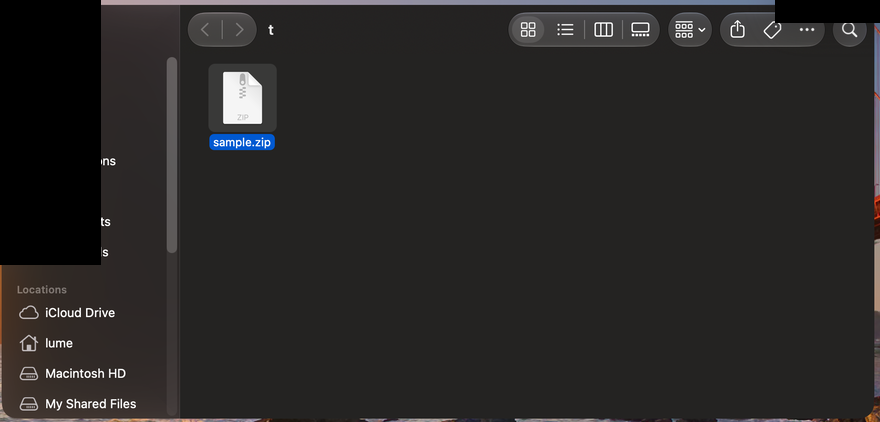 t
ZIP
sample.zip
Locations
iCloud Drive
lume
Macintosh HD
My Shared Files